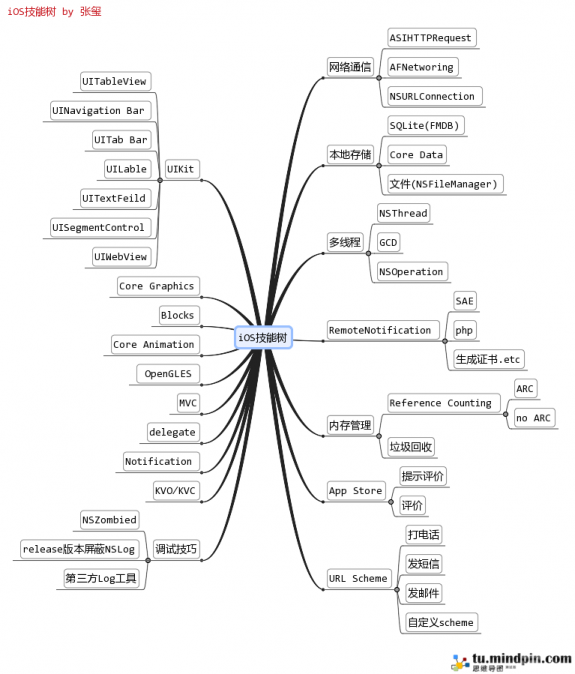 iOS技能树 by 张玺
UITableView
UINavigation Bar
UITab Bar
UILable
UITextFeild
UISegmentControl
UIWebView
UIKit
Core Graphics
Blocks
Core Animation
OpenGLES
MVC
delegate
Notification
KVO/KVC
NSZombied
release版本屏蔽NSLog
第三方Log工具
调试技巧
iOS技能树
网络通信
ASIHTTPRequest
AFNetworing
NSURLConnection
本地存储
SQLite(FMDB)
Core Data
文件(NSFileManager)
多线程
NSThread
GCD
NSOperation
RemoteNotification
SAE
php
生成证书.etc
内存管理
Reference Counting
ARC
no ARC
垃圾回收
App Store
提示评价
评价
URL Scheme
打电话
发短信
发邮件
自定义scheme
tu.mindpin.com
思维导图